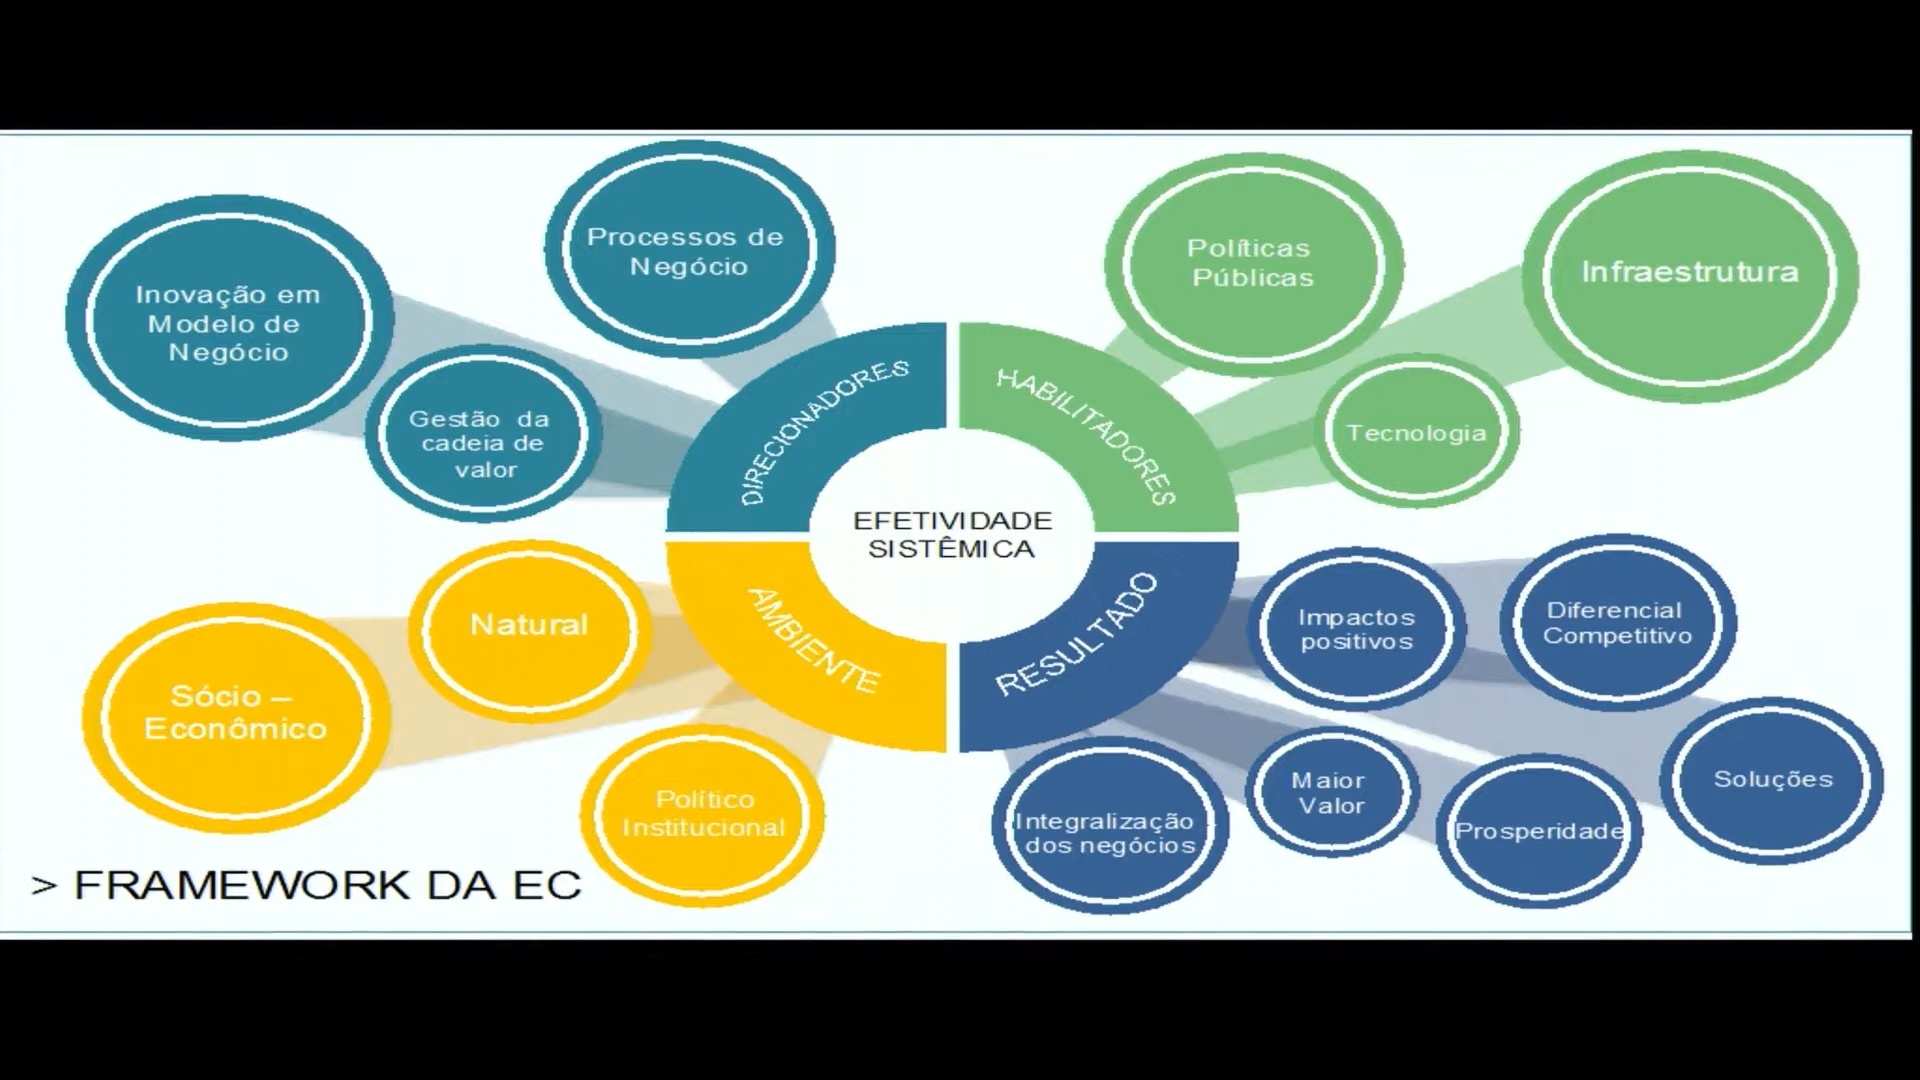 Inovação em
Modelo de
Negócio
Processos de
Negócio
Gestão da
cadeia de
valor
DIRECIONADORES
Políticas
Públicas
Infraestrutura
Tecnologia
HABILITADORES
EFETIVIDADE
SISTÊMICA
Natural
Sócio –
Econômico
Político
Institucional
AMBIENTE
RESULTADO
Impactos
positivos
Diferencial
Competitivo
Soluções
Integralização
dos negócios
Maior
Valor
Prosperidade
> FRAMEWORK DA EC